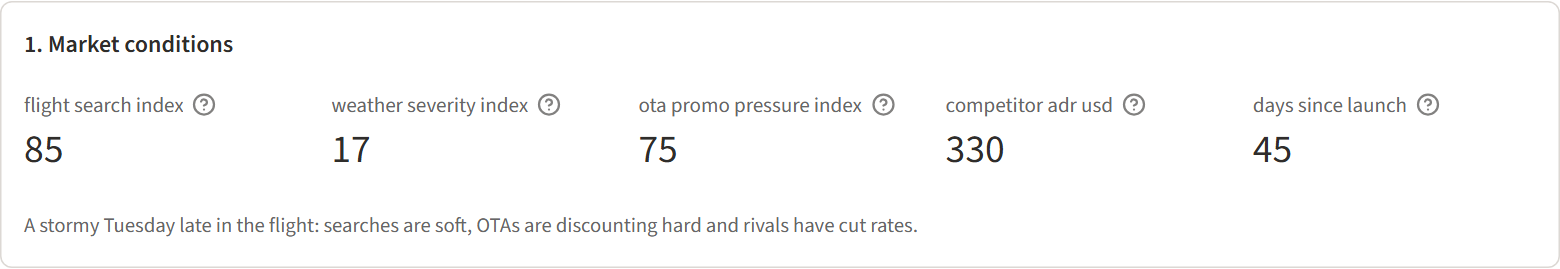 1. Market conditions
flight search index
weather severity index
ota promo pressure index
competitor adr usd
days since launch
85
17
75
330
45
A stormy Tuesday late in the flight: searches are soft, OTAs are discounting hard and rivals have cut rates.